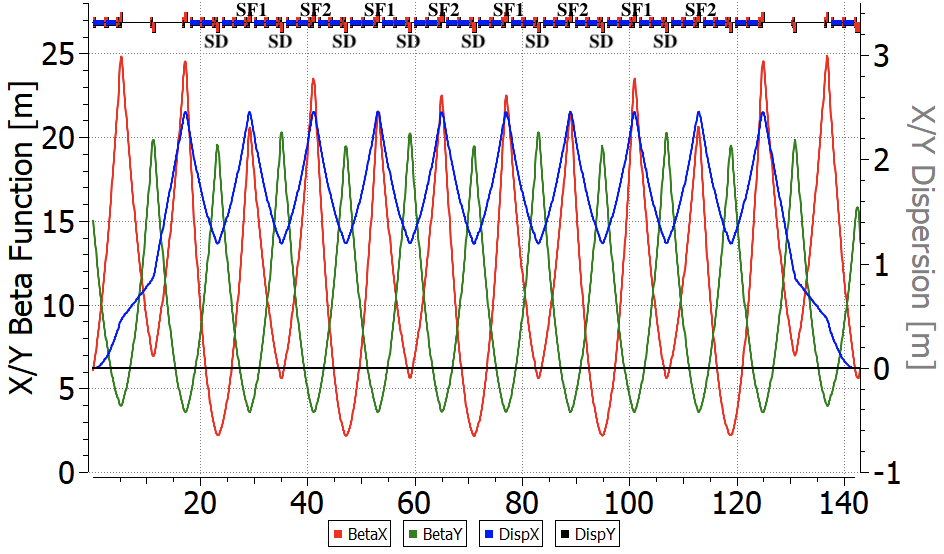 SF1 SF2 SF1 SF2 SF1 SF2 SF1 SF2
SD SD SD SD SD SD SD SD
X/Y Beta Function [m]
25
20
15
10
5
0
3
2
1
0
-1
X/Y Dispersion [m]
20 40 60 80 100 120 140
BetaX BetaY DispX DispY